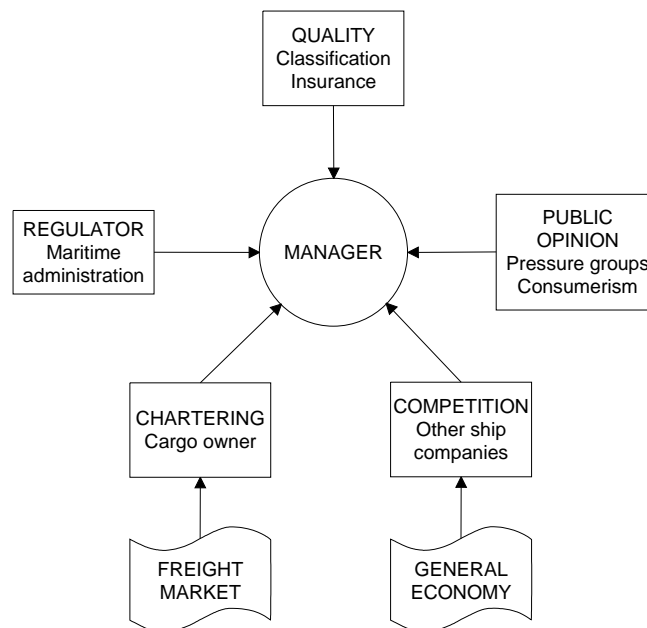 QUALITY
Classification
Insurance
REGULATOR
Maritime
administration
MANAGER
PUBLIC
OPINION
Pressure groups
Consumerism
CHARTERING
Cargo owner
COMPETITION
Other ship
companies
FREIGHT
MARKET
GENERAL
ECONOMY